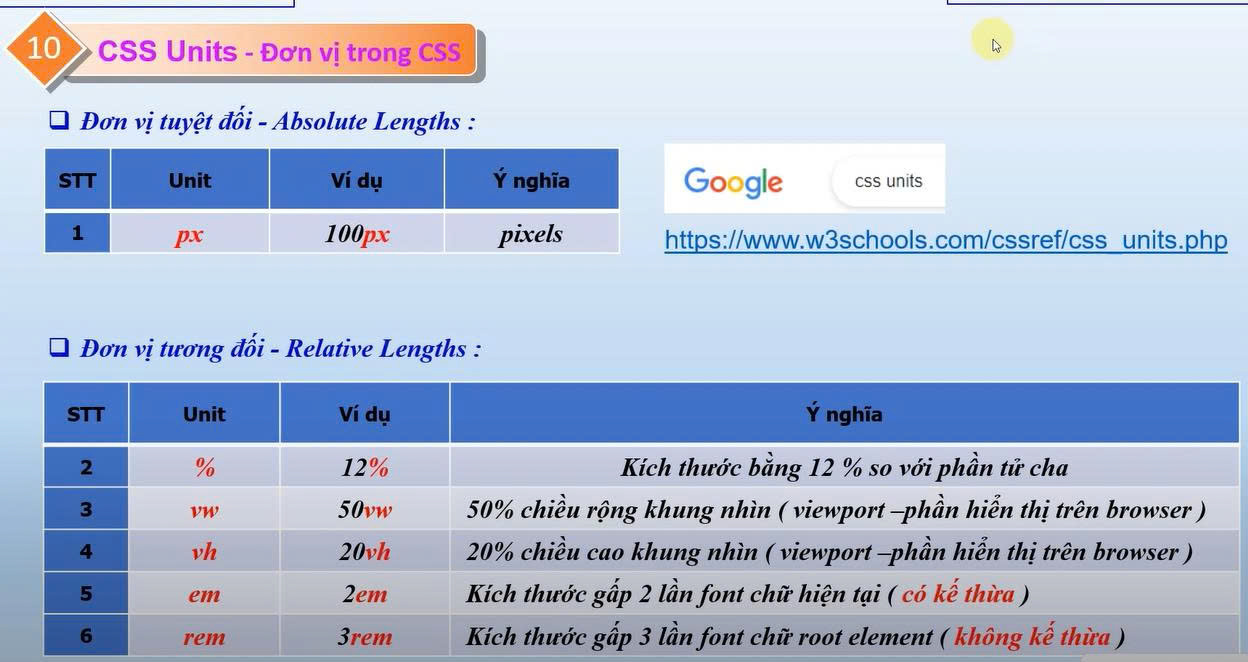 10 CSS Units - Đơn vị trong CSS
❑ Đơn vị tuyệt đối - Absolute Lengths :
STT Unit Ví dụ Ý nghĩa
1 px 100px pixels
Google css units
https://www.w3schools.com/cssref/css_units.php
❑ Đơn vị tương đối - Relative Lengths :
STT Unit Ví dụ Ý nghĩa
2 % 12% Kích thước bằng 12 % so với phần tử cha
3 vw 50vw 50% chiều rộng khung nhìn ( viewport –phần hiển thị trên browser )
4 vh 20vh 20% chiều cao khung nhìn ( viewport –phần hiển thị trên browser )
5 em 2em Kích thước gấp 2 lần font chữ hiện tại ( có kế thừa )
6 rem 3rem Kích thước gấp 3 lần font chữ root element ( không kế thừa )